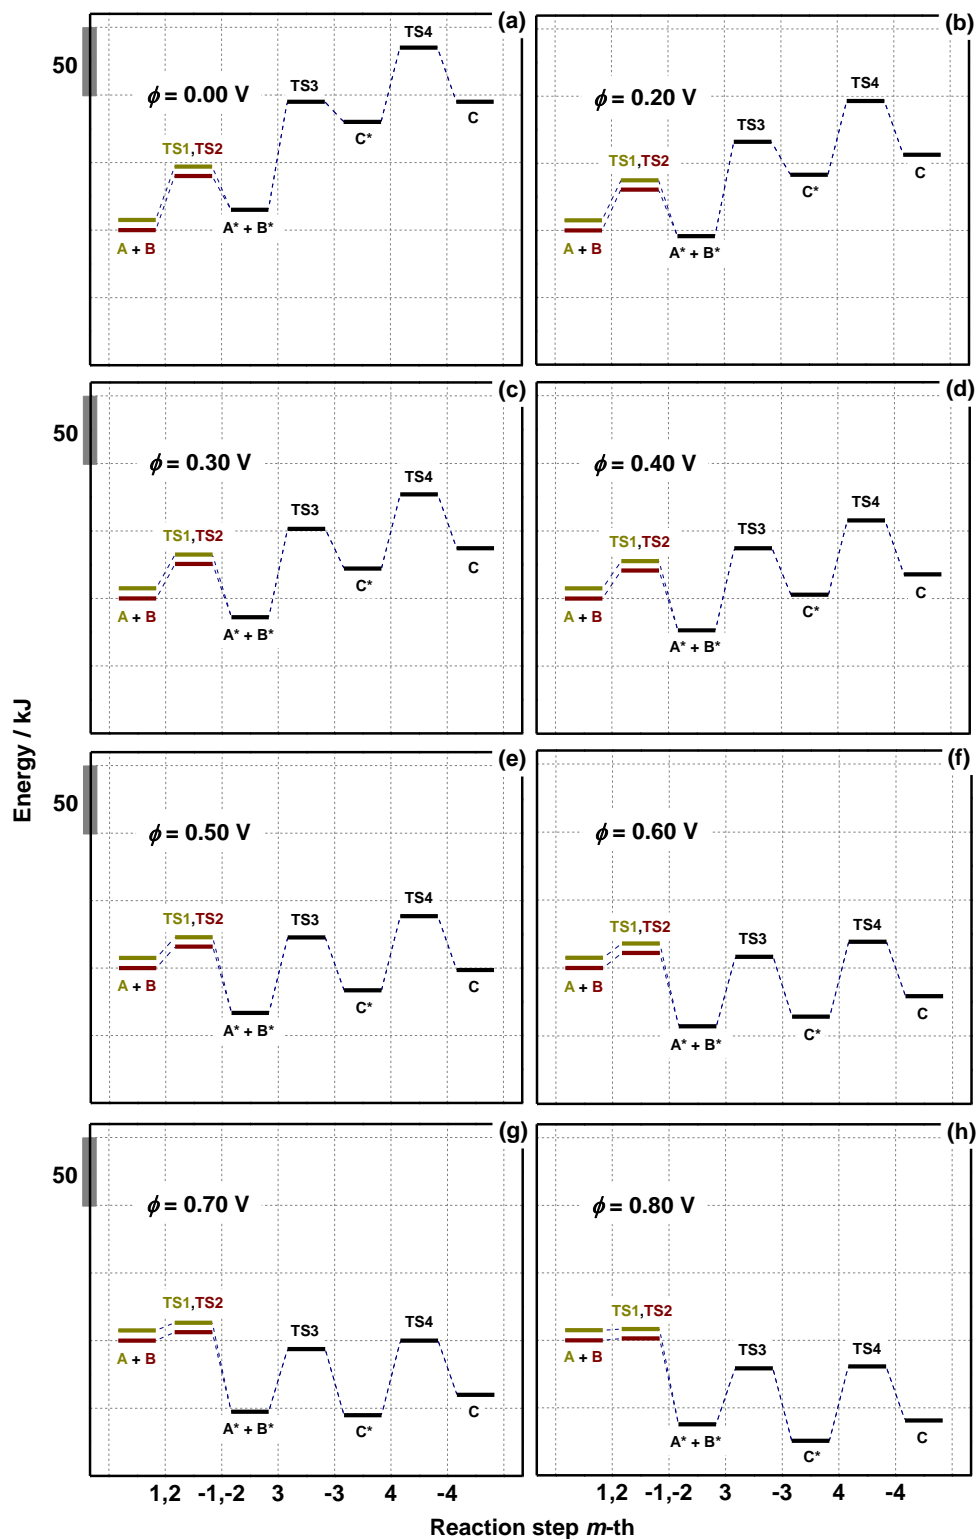 (a)
50
ϕ = 0.00 V
TS4
TS3
C*
C
TS1,TS2
A* + B*
A + B
(b)
ϕ = 0.20 V
TS4
TS3
C
C*
TS1,TS2
A + B
A* + B*
(c)
50
ϕ = 0.30 V
TS4
TS3
TS1,TS2
C
C*
A + B
A* + B*
(d)
ϕ = 0.40 V
TS4
TS3
TS1,TS2
C
C*
A + B
A* + B*
Energy / kJ
(e)
50
ϕ = 0.50 V
TS4
TS1,TS2
TS3
A + B
C
C*
A* + B*
(f)
ϕ = 0.60 V
TS1,TS2
TS4
TS3
A + B
C
C*
A* + B*
(g)
50
ϕ = 0.70 V
TS1,TS2
TS3
TS4
A + B
C
A* + B*
C*
(h)
ϕ = 0.80 V
TS1,TS2
TS3
TS4
A + B
C
A* + B*
C*
1,2 -1,-2 3 -3 4 -4
1,2 -1,-2 3 -3 4 -4
Reaction step m-th